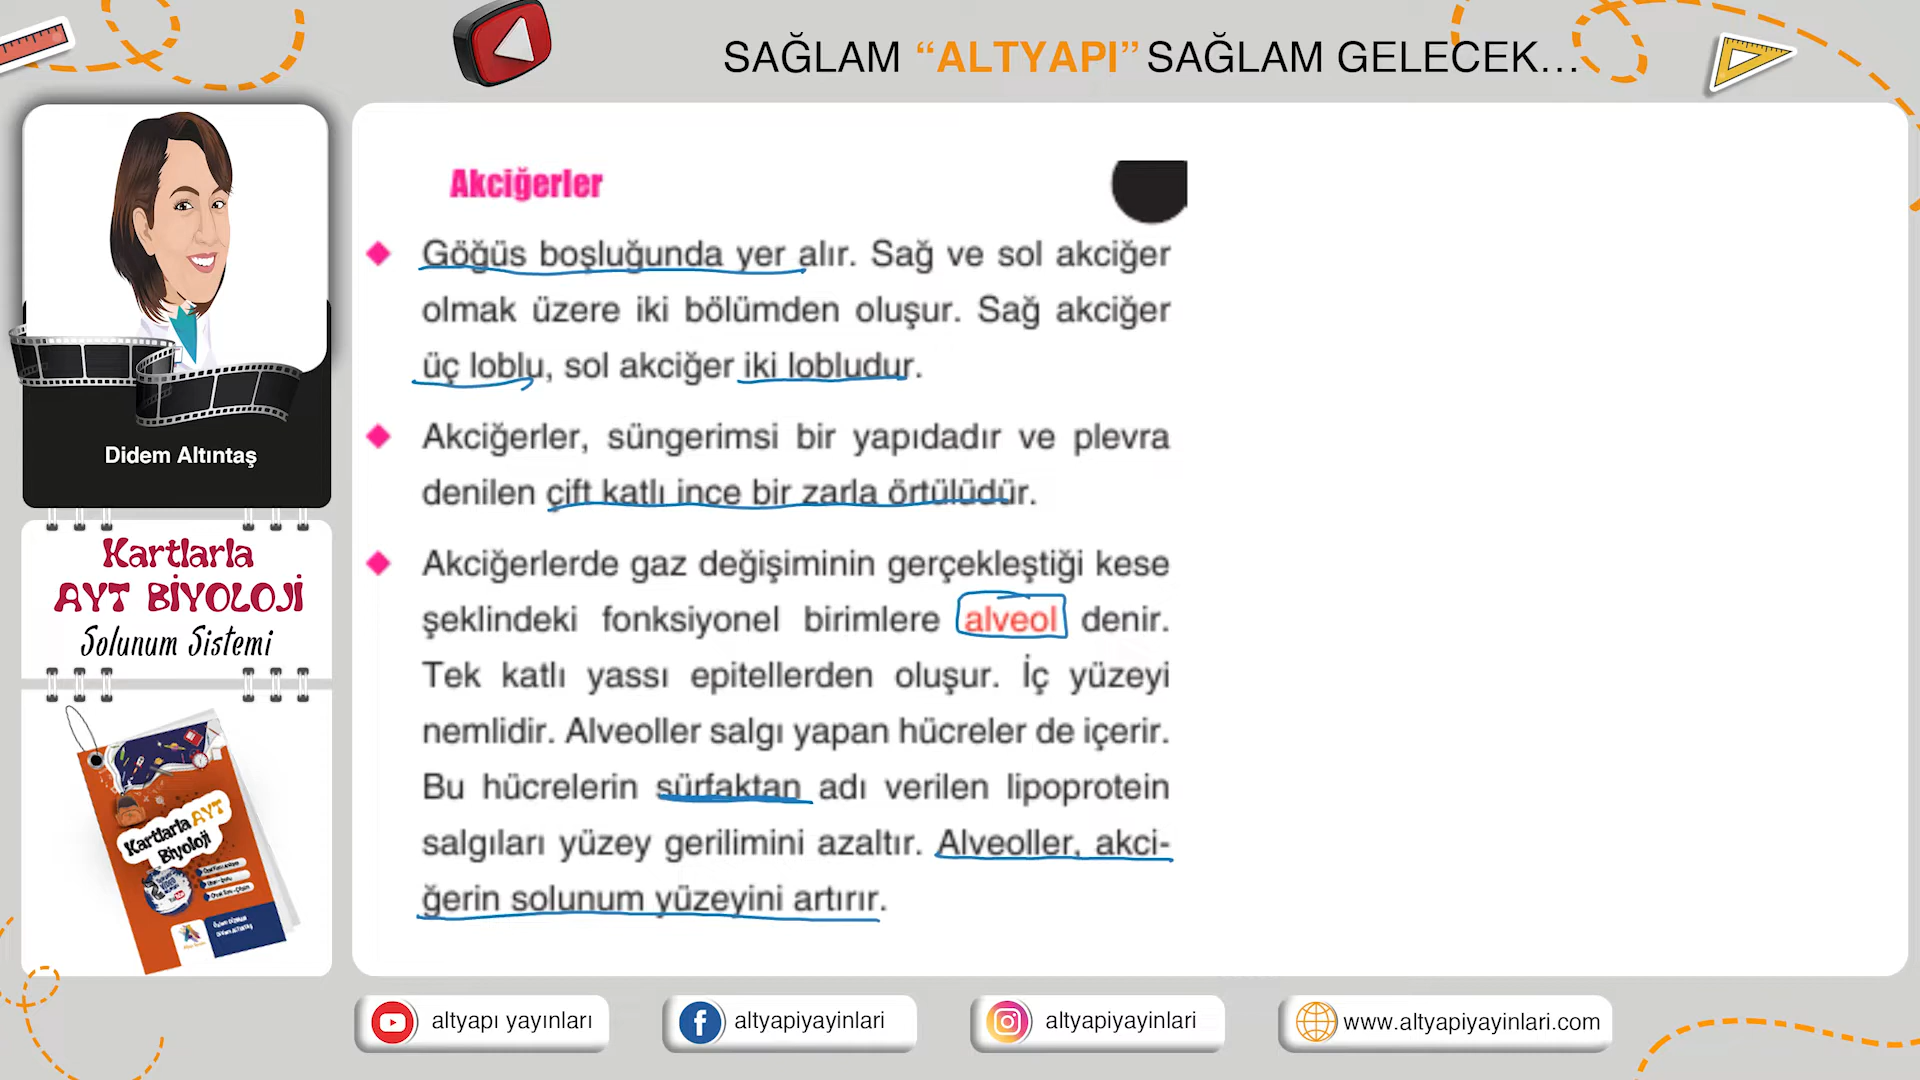 SAĞLAM “ALTYAPI” SAĞLAM GELECEK...
Didem Altıntaş
Kartlarla
AYT BİYOLOJİ
Solunum Sistemi
Kartlarla AYT
Biyoloji
Akciğerler
Göğüs boşluğunda yer alır. Sağ ve sol akciğer
olmak üzere iki bölümden oluşur. Sağ akciğer
üç loblu, sol akciğer iki lobludur.
Akciğerler, süngerimsi bir yapıdadır ve plevra
denilen çift katlı ince bir zarla örtülüdür.
Akciğerlerde gaz değişiminin gerçekleştiği kese
şeklindeki fonksiyonel birimlere alveol denir.
Tek katlı yassı epitellerden oluşur. İç yüzeyi
nemlidir. Alveoller salgı yapan hücreler de içerir.
Bu hücrelerin sürfaktan adı verilen lipoprotein
salgıları yüzey gerilimini azaltır. Alveoller, akci-
ğerin solunum yüzeyini artırır.
altyapı yayınları
altyapiyayinlari
altyapiyayinlari
www.altyapiyayinlari.com